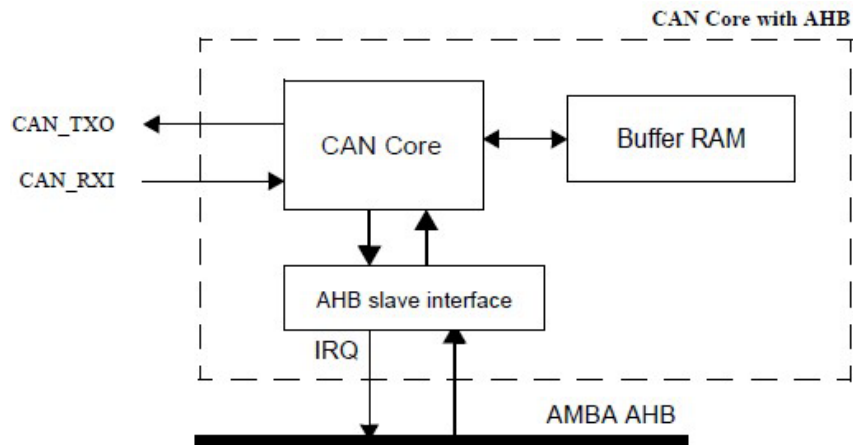 CAN Core with AHB
CAN_TXO
CAN Core
Buffer RAM
CAN_RXI
AHB slave interface
IRQ
AMBA AHB